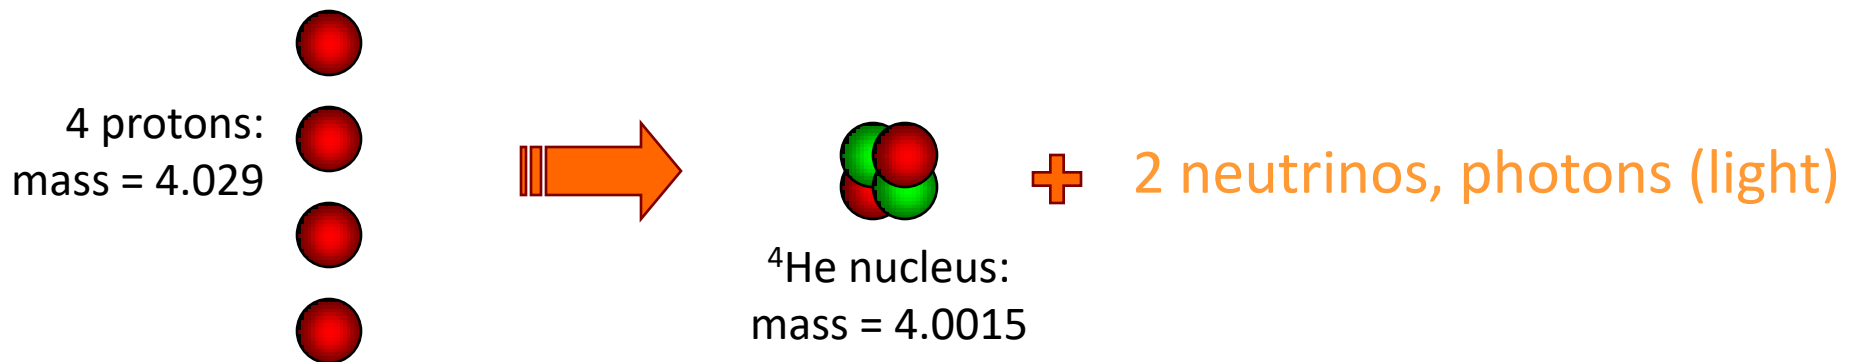 4 protons:
mass = 4.029
2 neutrinos, photons (light)
⁴He nucleus:
mass = 4.0015